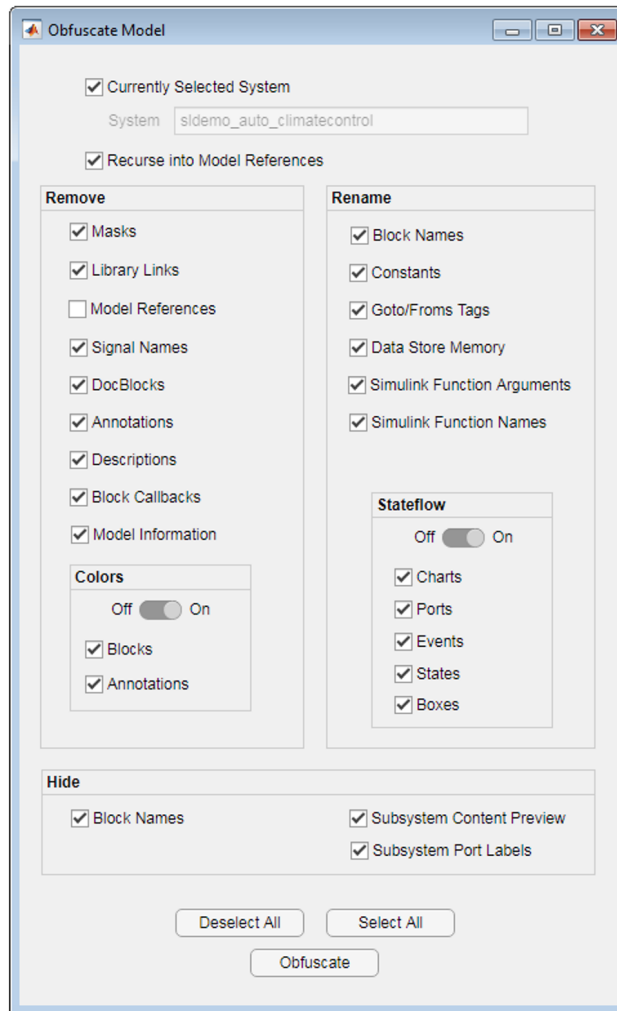 Obfuscate Model
Currently Selected System
System sldemo_auto_climatecontrol
Recurse into Model References
Remove
Masks
Library Links
Model References
Signal Names
DocBlocks
Annotations
Descriptions
Block Callbacks
Model Information
Colors
Off On
Blocks
Annotations
Rename
Block Names
Constants
Goto/Froms Tags
Data Store Memory
Simulink Function Arguments
Simulink Function Names
Stateflow
Off On
Charts
Ports
Events
States
Boxes
Hide
Block Names
Subsystem Content Preview
Subsystem Port Labels
Deselect All Select All
Obfuscate